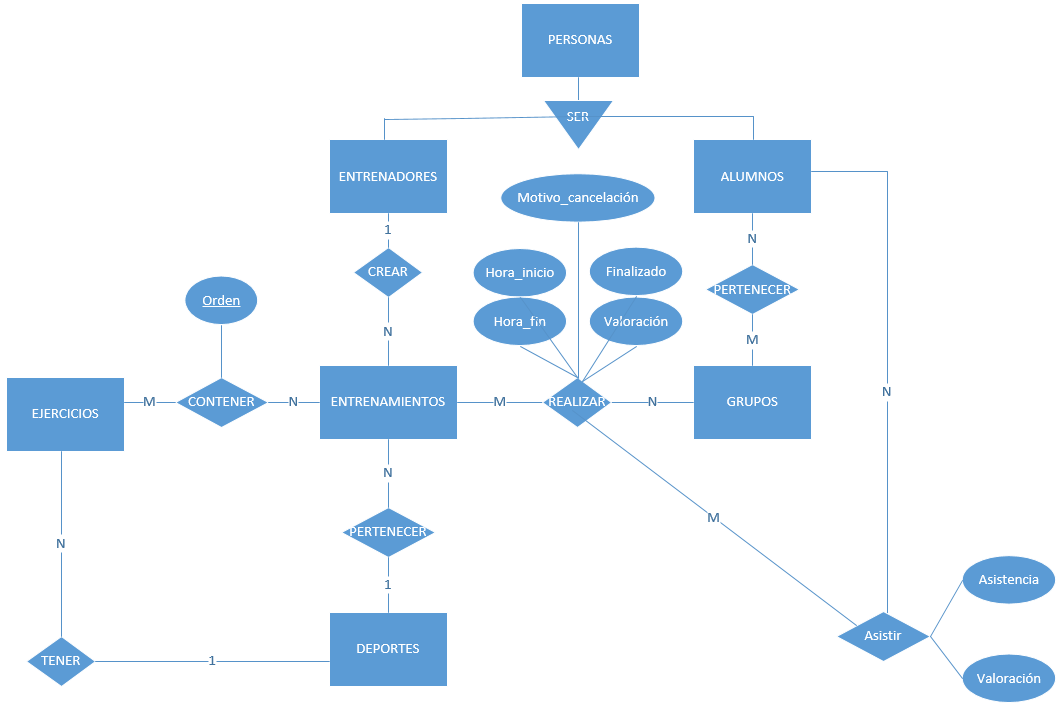 PERSONAS
SER
ENTRENADORES
ALUMNOS
Motivo_cancelación
1
N
CREAR
Hora_inicio
Finalizado
PERTENECER
Orden
Hora_fin
Valoración
N
M
EJERCICIOS
M
CONTENER
N
ENTRENAMIENTOS
M
REALIZAR
N
GRUPOS
N
N
M
PERTENECER
N
1
Asistencia
Asistir
DEPORTES
TENER
1
Valoración